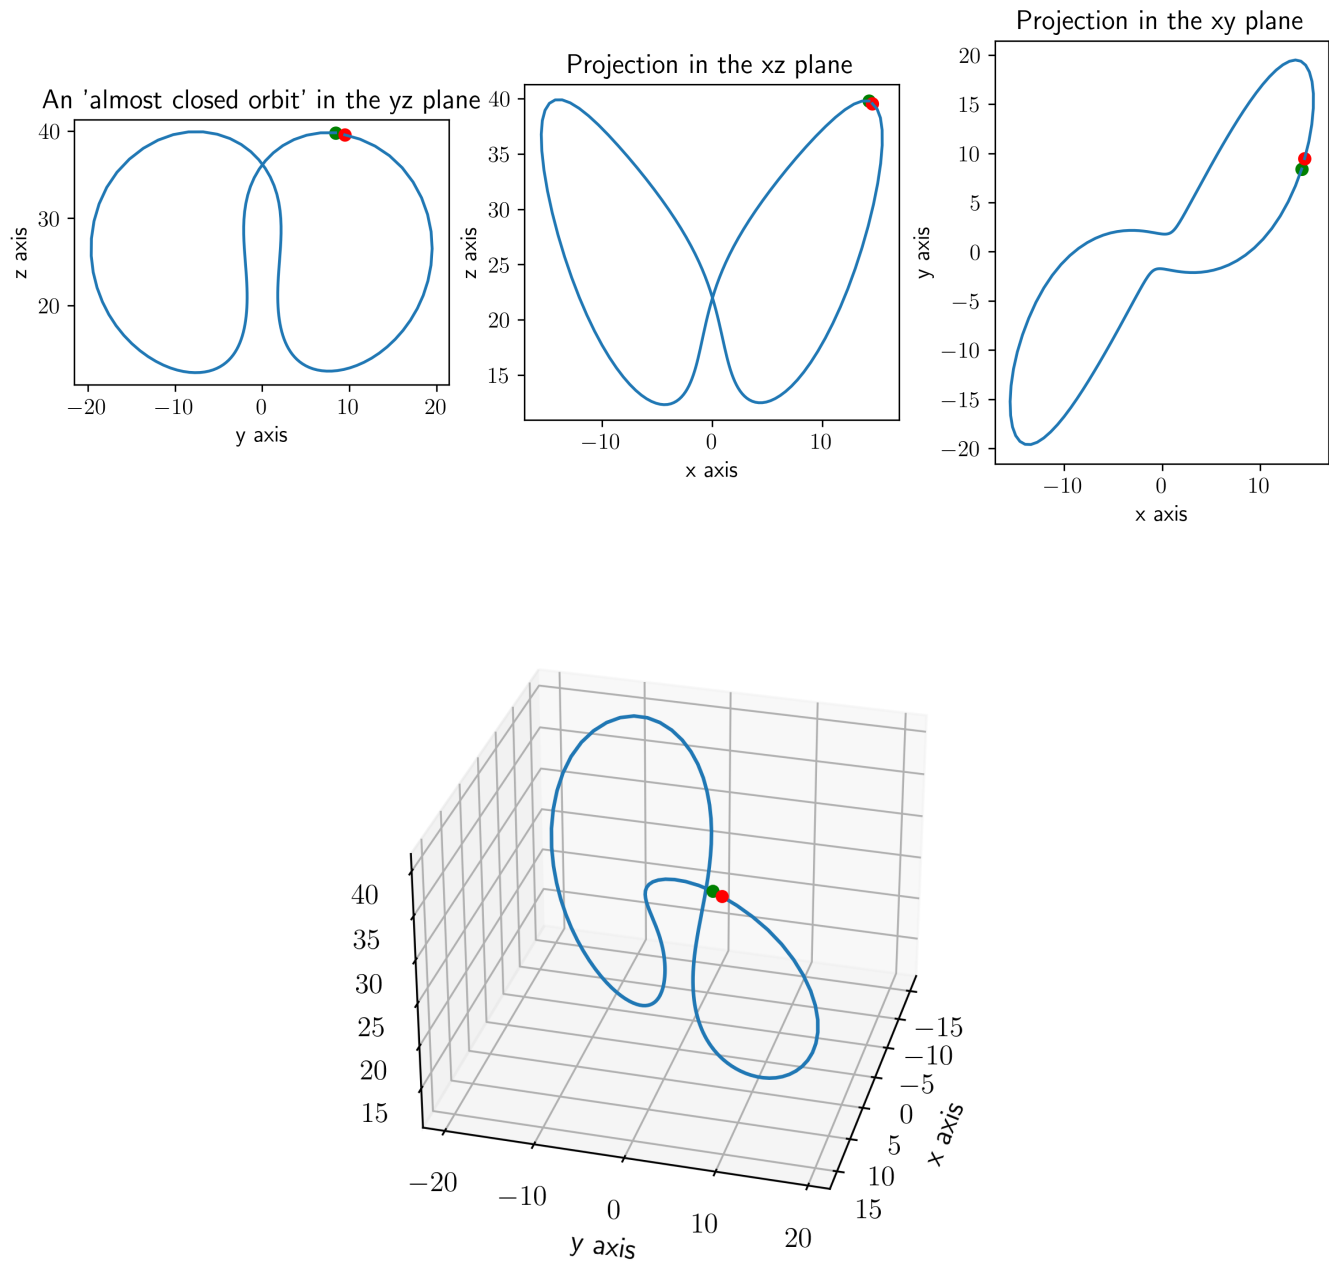 An 'almost closed orbit' in the yz plane
40
30
20
z axis
−20 −10 0 10 20
y axis
Projection in the xz plane
40
35
30
25
20
15
z axis
−10 0 10
x axis
Projection in the xy plane
20
15
10
5
0
−5
−10
−15
−20
y axis
−10 0 10
x axis
40
35
30
25
20
15
−20 −10 0 10 20
y axis
−15
−10
−5
0
5
10
15
x axis